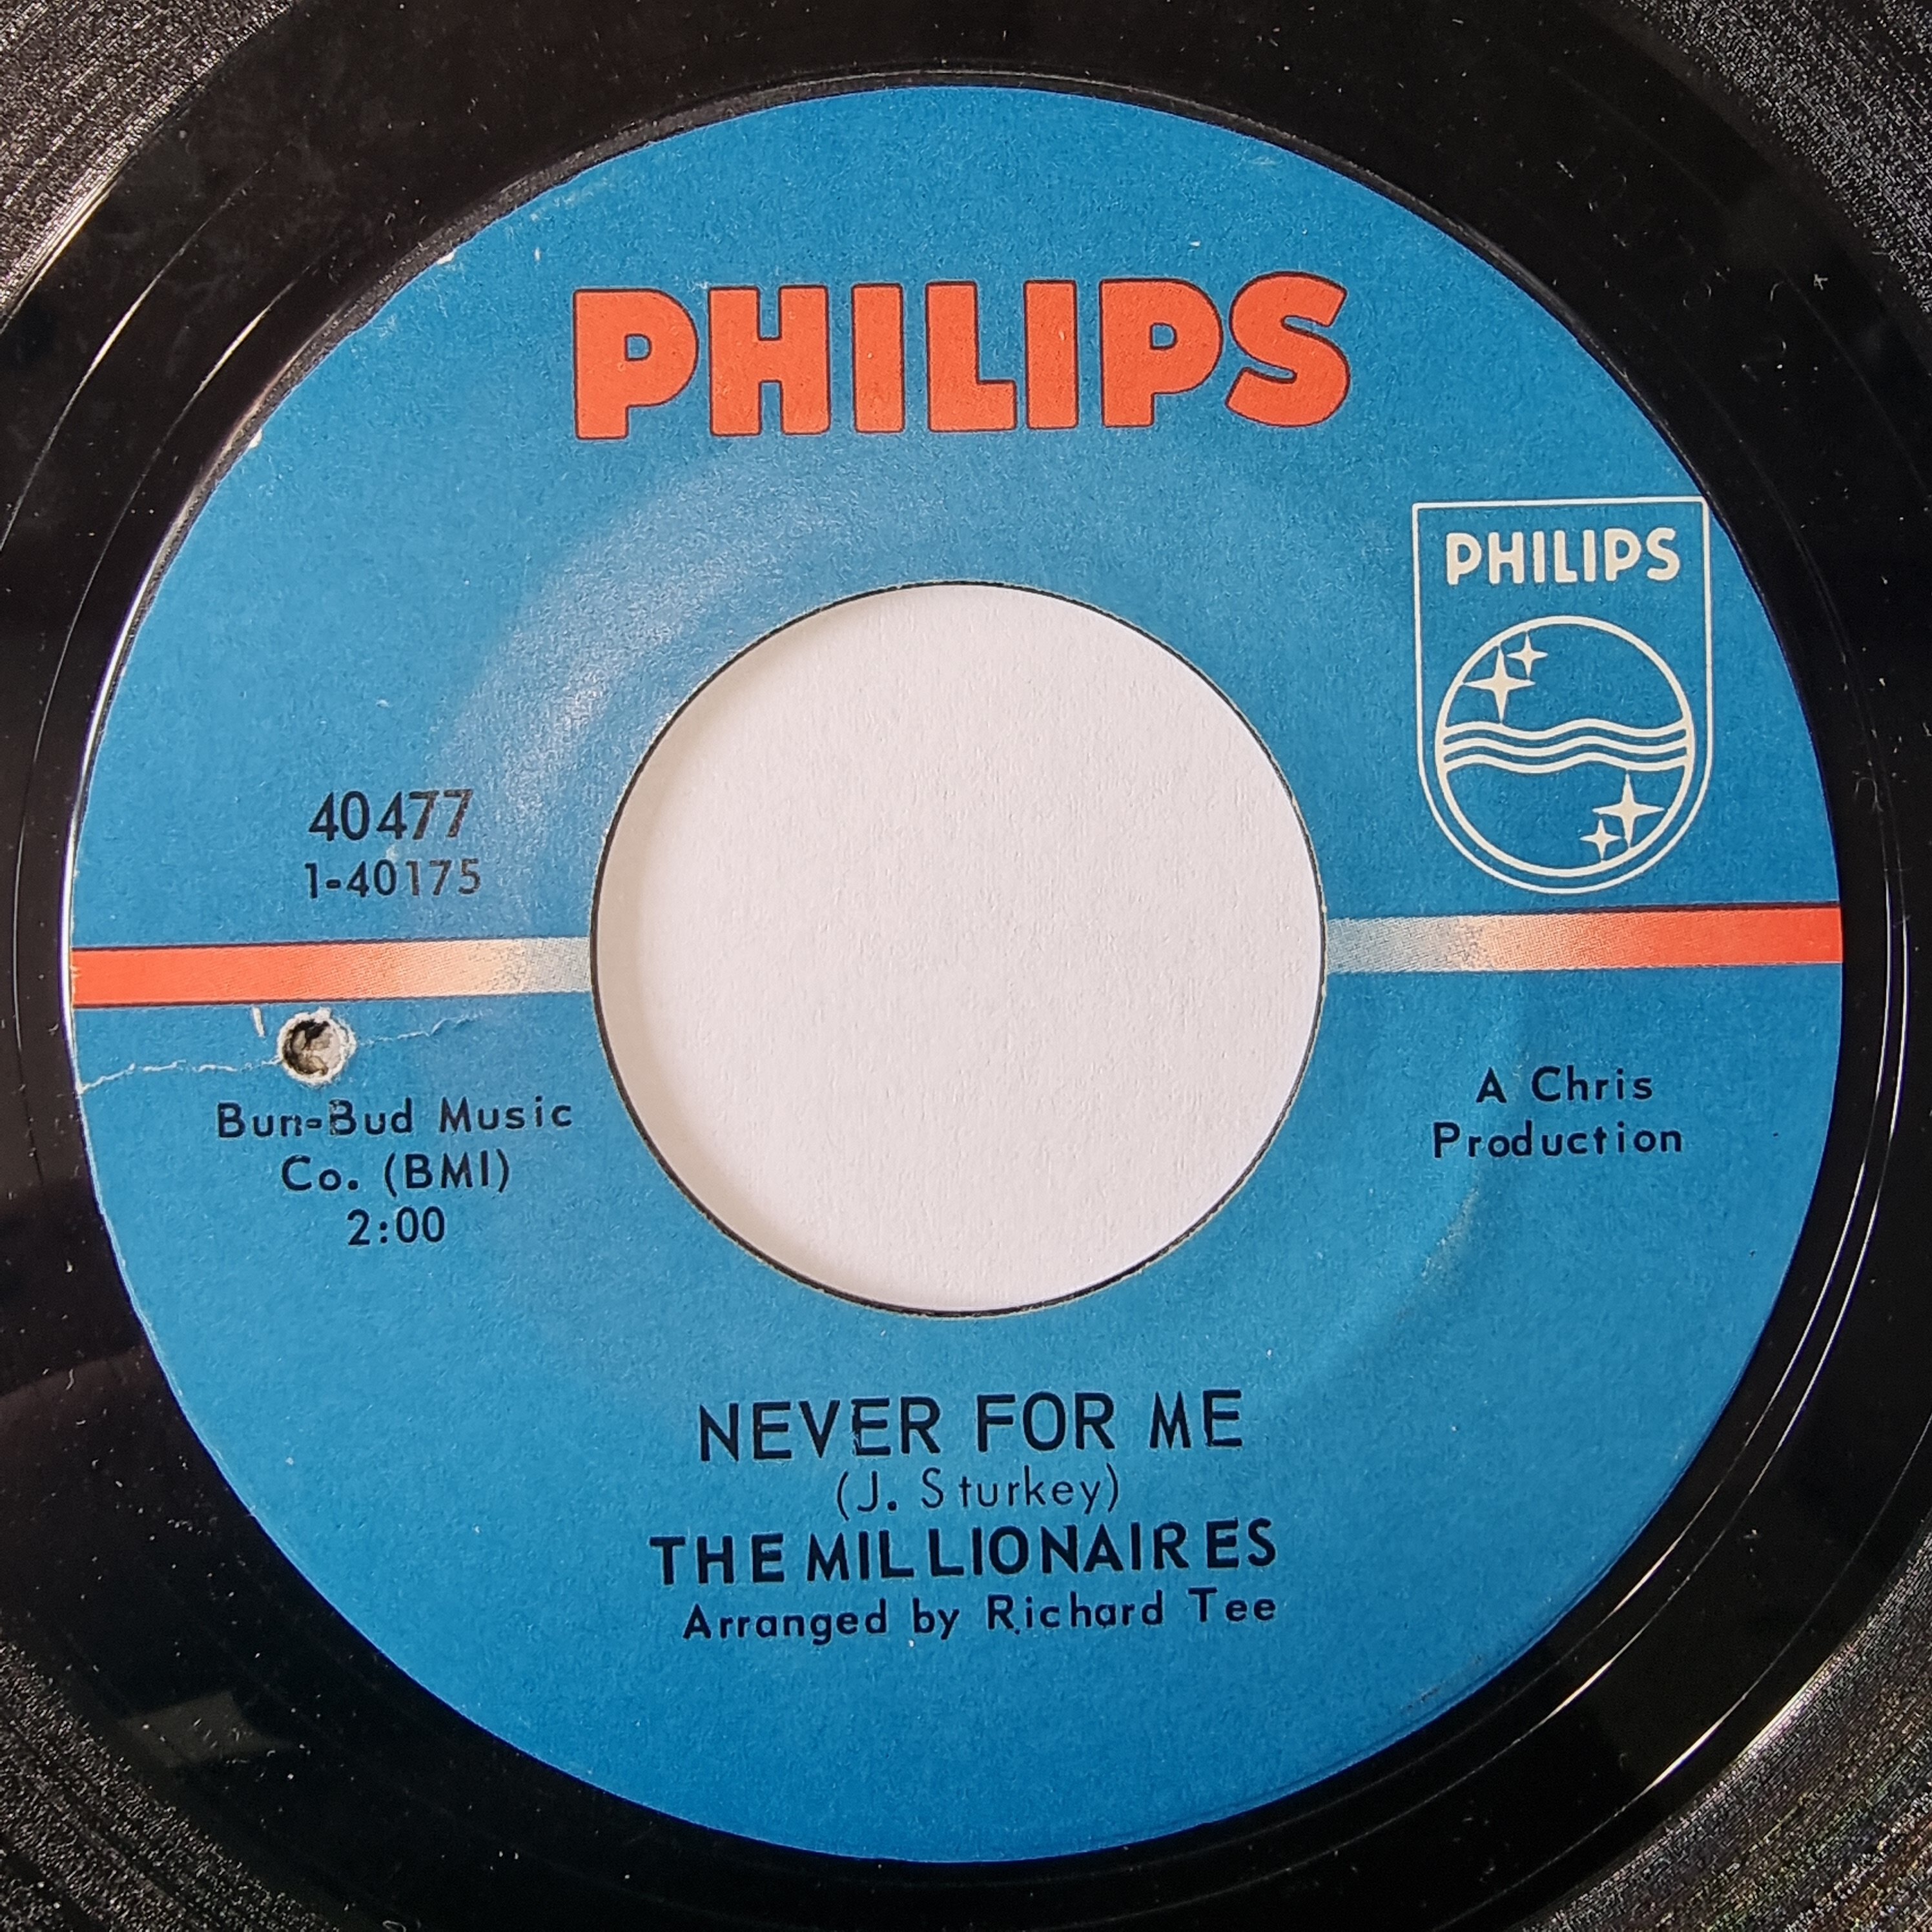 PHILIPS
PHILIPS
40477
1-40175
Bun-Bud Music
Co. (BMI)
2:00
A Chris
Production
NEVER FOR ME
(J. Sturkey)
THE MILLIONAIRES
Arranged by Richard Tee